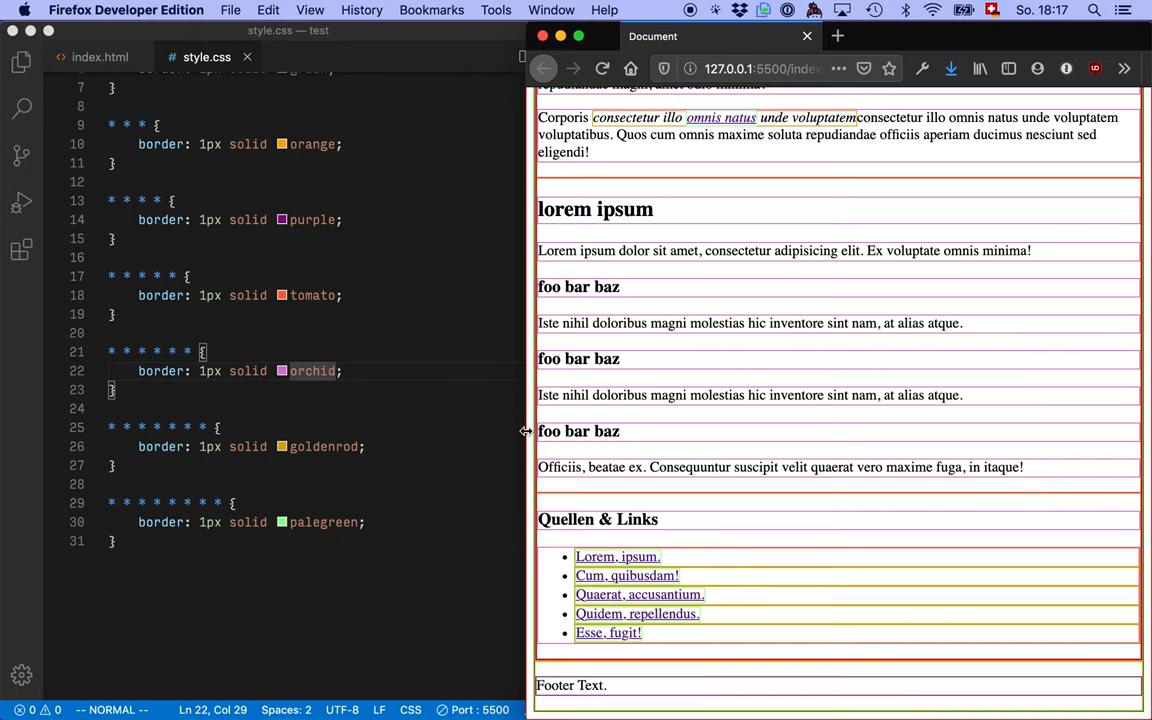 Firefox Developer Edition File Edit View History Bookmarks Tools Window Help So. 18:17
style.css — test
index.html
# style.css
Document
127.0.0.1:5500/index
7 }
8
9 * * * {
10 border: 1px solid orange;
11 }
12
13 * * * * {
14 border: 1px solid purple;
15 }
16
17 * * * * * {
18 border: 1px solid tomato;
19 }
20
21 * * * * * * {
22 border: 1px solid orchid;
23 }
24
25 * * * * * * * {
26 border: 1px solid goldenrod;
27 }
28
29 * * * * * * * * {
30 border: 1px solid palegreen;
31 }
Corporis consectetur illo omnis natus unde voluptatemconsectetur illo omnis natus unde voluptatem
voluptatibus. Quos cum omnis maxime soluta repudiandae officiis aperiam ducimus nesciunt sed
eligendi!
lorem ipsum
Lorem ipsum dolor sit amet, consectetur adipisicing elit. Ex voluptate omnis minima!
foo bar baz
Iste nihil doloribus magni molestias hic inventore sint nam, at alias atque.
foo bar baz
Iste nihil doloribus magni molestias hic inventore sint nam, at alias atque.
foo bar baz
Officiis, beatae ex. Consequuntur suscipit velit quaerat vero maxime fuga, in itaque!
Quellen & Links
• Lorem, ipsum.
• Cum, quibusdam!
• Quaerat, accusantium.
• Quidem, repellendus.
• Esse, fugit!
Footer Text.
0 0 -- NORMAL -- Ln 22, Col 29 Spaces: 2 UTF-8 LF CSS Port : 5500